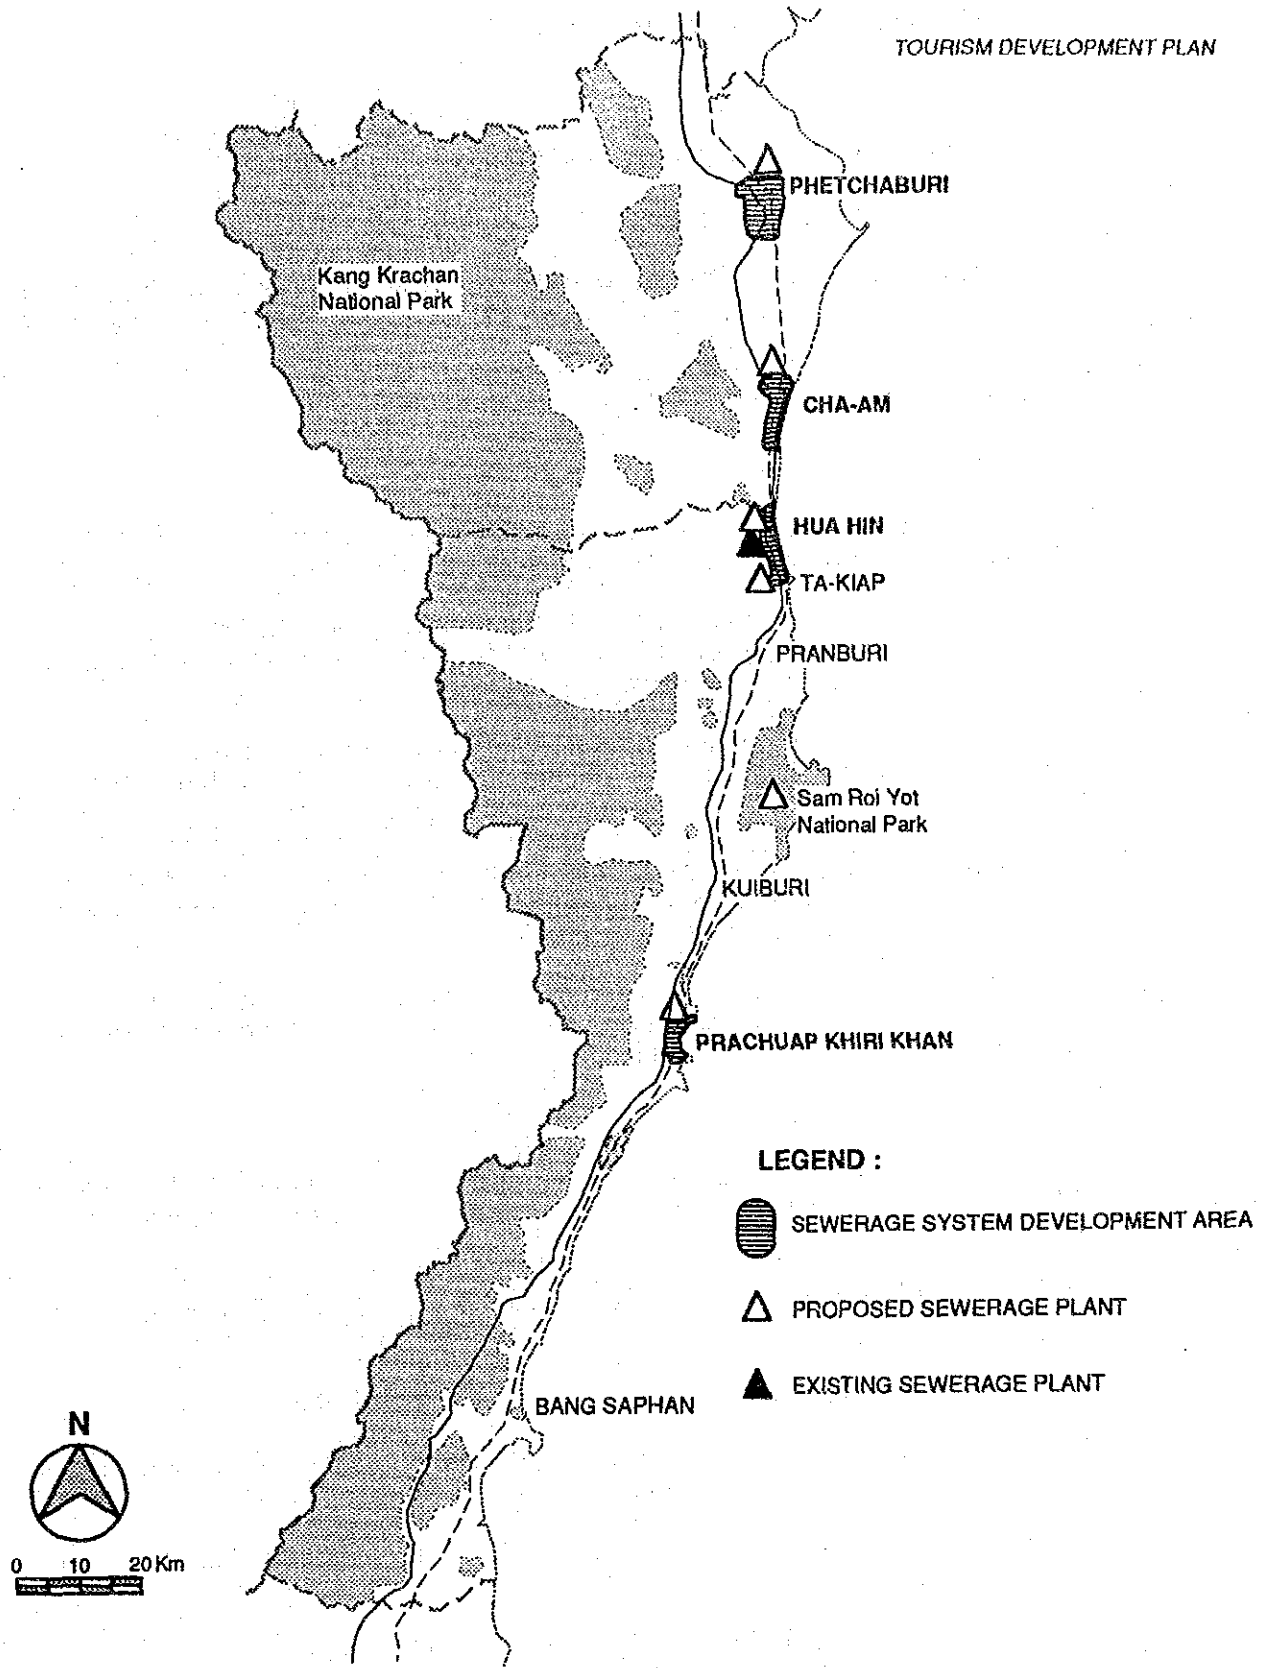 TOURISM DEVELOPMENT PLAN
PHETCHABURI
Kang Krachan
National Park
CHA-AM
HUA HIN
TA-KIAP
PRANBURI
Sam Roi Yot
National Park
KUIBURI
PRACHUAP KHIRI KHAN
LEGEND :
SEWERAGE SYSTEM DEVELOPMENT AREA
PROPOSED SEWERAGE PLANT
EXISTING SEWERAGE PLANT
BANG SAPHAN
N
0 10 20 Km